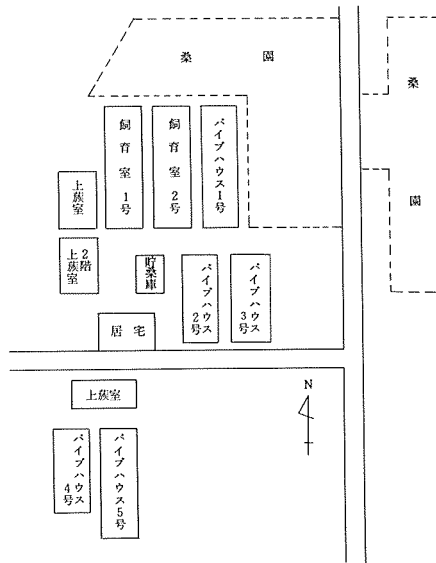 桑園
桑園
飼育室1号
飼育室2号
パイプハウス1号
上蔟室
2階上蔟室
貯桑庫
パイプハウス2号
パイプハウス3号
居宅
上蔟室
N
パイプハウス4号
パイプハウス5号